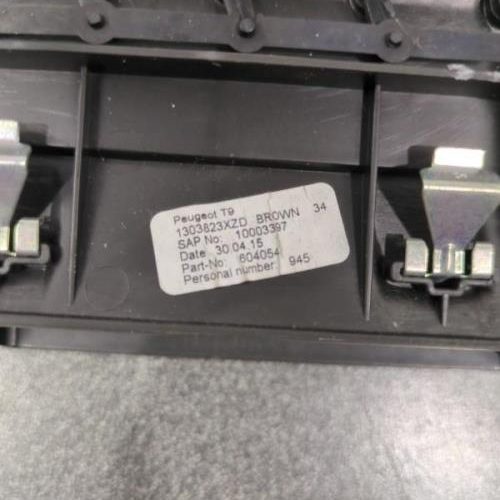 Peugeot T9
1303823XZD BROWN 34
SAP No: 10003397
Date: 30.04.15
Part-No: 604054
Personal number: 945